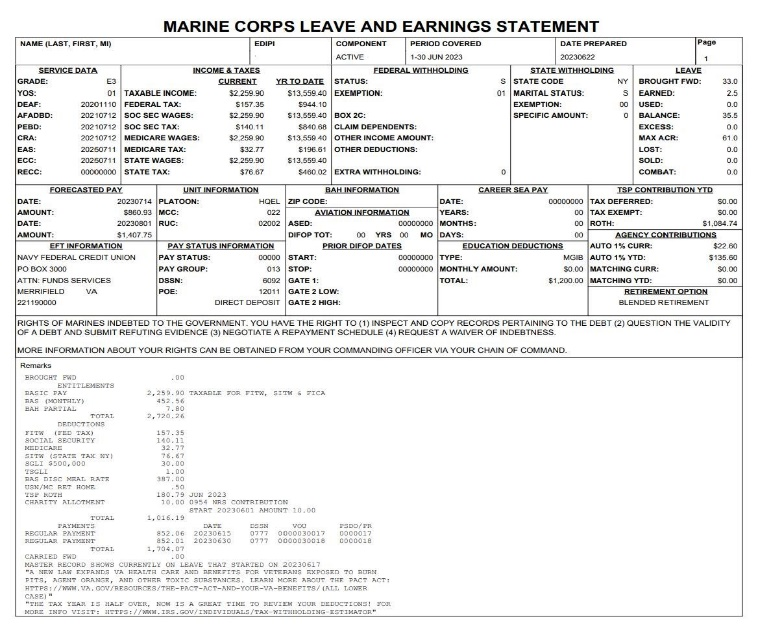 MARINE CORPS LEAVE AND EARNINGS STATEMENT
NAME (LAST, FIRST, MI) EDIPI COMPONENT PERIOD COVERED DATE PREPARED Page
ACTIVE 1-30 JUN 2023 20230622 1
SERVICE DATA INCOME & TAXES FEDERAL WITHHOLDING STATE WITHHOLDING LEAVE
GRADE: E3 CURRENT YR TO DATE STATUS: S STATE CODE NY BROUGHT FWD: 33.0
YOS: 01 TAXABLE INCOME: $2,259.90 $13,559.40 EXEMPTION: 01 MARITAL STATUS: S EARNED: 2.5
DEAF: 20201110 FEDERAL TAX: $157.35 $944.10 EXEMPTION: 00 USED: 0.0
AFADBD: 20210712 SOC SEC WAGES: $2,259.90 $13,559.40 BOX 2C: SPECIFIC AMOUNT: 0 BALANCE: 35.5
PEBD: 20210712 SOC SEC TAX: $140.11 $840.68 CLAIM DEPENDENTS: EXCESS: 0.0
CRA: 20210712 MEDICARE WAGES: $2,259.90 $13,559.40 OTHER INCOME AMOUNT: MAX ACR: 61.0
EAS: 20250711 MEDICARE TAX: $32.77 $196.61 OTHER DEDUCTIONS: LOST: 0.0
ECC: 20250711 STATE WAGES: $2,259.90 $13,559.40 SOLD: 0.0
RECC: 00000000 STATE TAX: $76.67 $460.02 EXTRA WITHHOLDING: 0 COMBAT: 0.0
FORECASTED PAY UNIT INFORMATION BAH INFORMATION CAREER SEA PAY TSP CONTRIBUTION YTD
DATE: 20230714 PLATOON: HQEL ZIP CODE: DATE: 00000000 TAX DEFERRED: $0.00
AMOUNT: $860.93 MCC: 022 AVIATION INFORMATION YEARS: 00 TAX EXEMPT: $0.00
DATE: 20230801 RUC: 02002 ASED: 00000000 MONTHS: 00 ROTH: $1,084.74
AMOUNT: $1,407.75 DIFOP TOT: 00 YRS 00 MO DAYS: 00 AGENCY CONTRIBUTIONS
EFT INFORMATION PAY STATUS INFORMATION PRIOR DIFOP DATES EDUCATION DEDUCTIONS AUTO 1% CURR: $22.60
NAVY FEDERAL CREDIT UNION PAY STATUS: 00000 START: 00000000 TYPE: MGIB AUTO 1% YTD: $135.60
PO BOX 3000 PAY GROUP: 013 STOP: 00000000 MONTHLY AMOUNT: $0.00 MATCHING CURR: $0.00
ATTN: FUNDS SERVICES DSSN: 6092 GATE 1: TOTAL: $1,200.00 MATCHING YTD: $0.00
MERRIFIELD VA POE: 12011 GATE 2 LOW: RETIREMENT OPTION
221190000 DIRECT DEPOSIT GATE 2 HIGH: BLENDED RETIREMENT
RIGHTS OF MARINES INDEBTED TO THE GOVERNMENT. YOU HAVE THE RIGHT TO (1) INSPECT AND COPY RECORDS PERTAINING TO THE DEBT (2) QUESTION THE VALIDITY
OF A DEBT AND SUBMIT REFUTING EVIDENCE (3) NEGOTIATE A REPAYMENT SCHEDULE (4) REQUEST A WAIVER OF INDEBTNESS.
MORE INFORMATION ABOUT YOUR RIGHTS CAN BE OBTAINED FROM YOUR COMMANDING OFFICER VIA YOUR CHAIN OF COMMAND.
Remarks
BROUGHT FWD .00
ENTITLEMENTS
BASIC PAY 2,259.90 TAXABLE FOR FITW, SITW & FICA
BAS (MONTHLY) 452.56
BAH PARTIAL 7.80
TOTAL 2,720.26
DEDUCTIONS
FITW (FED TAX) 157.35
SOCIAL SECURITY 140.11
MEDICARE 32.77
SITW (STATE TAX NY) 76.67
SGLI $500,000 30.00
TSGLI 1.00
BAS DISC MEAL RATE 387.00
USN/MC RET HOME .50
TSP ROTH 180.79 JUN 2023
CHARITY ALLOTMENT 10.00 0954 NRS CONTRIBUTION
START 20230601 AMOUNT 10.00
TOTAL 1,016.19
PAYMENTS DATE DSSN VOU PSDO/PR
REGULAR PAYMENT 852.06 20230615 0777 0000030017 0000017
REGULAR PAYMENT 852.01 20230630 0777 0000030018 0000018
TOTAL 1,704.07
CARRIED FWD .00
MASTER RECORD SHOWS CURRENTLY ON LEAVE THAT STARTED ON 20230617
"A NEW LAW EXPANDS VA HEALTH CARE AND BENEFITS FOR VETERANS EXPOSED TO BURN
PITS, AGENT ORANGE, AND OTHER TOXIC SUBSTANCES. LEARN MORE ABOUT THE PACT ACT:
HTTPS://WWW.VA.GOV/RESOURCES/THE-PACT-ACT-AND-YOUR-VA-BENEFITS/(ALL LOWER
CASE)"
"THE TAX YEAR IS HALF OVER, NOW IS A GREAT TIME TO REVIEW YOUR DEDUCTIONS! FOR
MORE INFO VISIT: HTTPS://WWW.IRS.GOV/INDIVIDUALS/TAX-WITHHOLDING-ESTIMATOR"